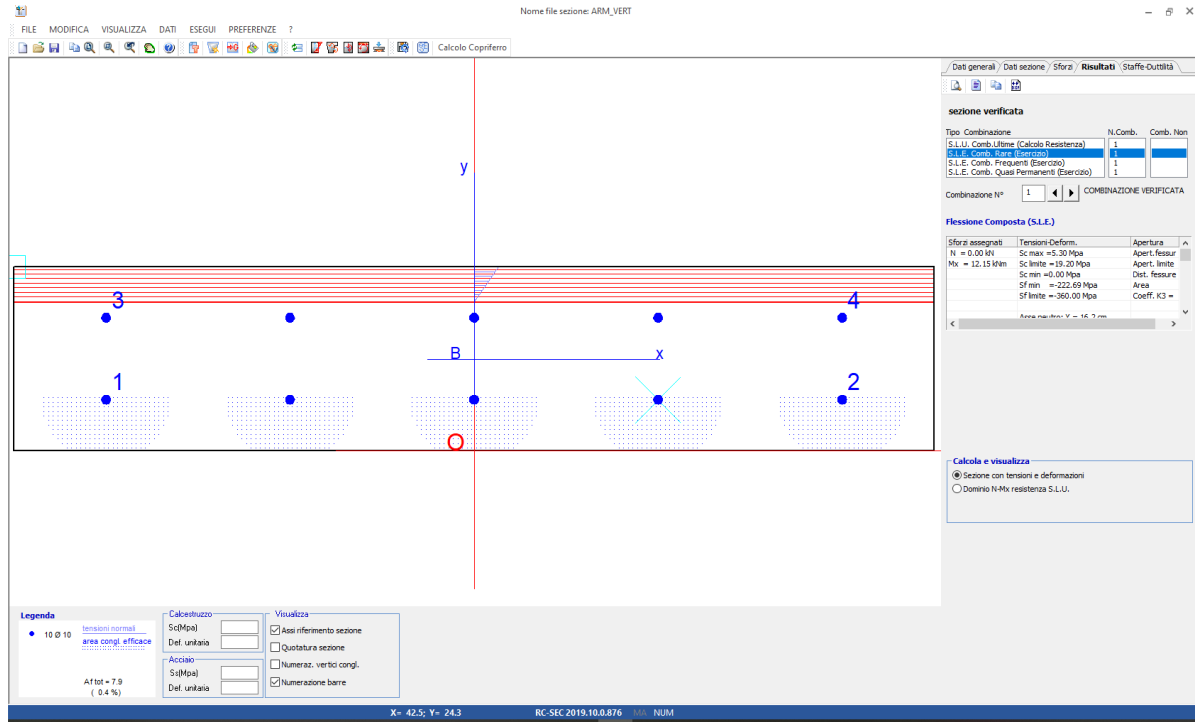 Nome file sezione: ARM_VERT
FILE MODIFICA VISUALIZZA DATI ESEGUI PREFERENZE ?
Calcolo Copriferro
y
3
4
B
x
1
2
O
Dati generali Dati sezione Sforzi Risultati Staffe-Duttilità
sezione verificata
Tipo Combinazione N.Comb. Comb. Non
S.L.U. Comb.Ultime (Calcolo Resistenza) 1
S.L.E. Comb. Rare (Esercizio) 1
S.L.E. Comb. Frequenti (Esercizio) 1
S.L.E. Comb. Quasi Permanenti (Esercizio) 1
Combinazione N° 1 COMBINAZIONE VERIFICATA
Flessione Composta (S.L.E.)
Sforzi assegnati Tensioni-Deform. Apertura
N = 0.00 kN Sc max =5.30 Mpa Apert.fessur
Mx = 12.15 kNm Sc limite =19.20 Mpa Apert. limite
Sc min =0.00 Mpa Dist. fessure
Sf min =-222.69 Mpa Area
Sf limite =-360.00 Mpa Coeff. K3 =
Asse neutro: Y = 16.2 cm
Calcola e visualizza
Sezione con tensioni e deformazioni
Dominio N-Mx resistenza S.L.U.
Legenda
10 Ø 10
tensioni normali
area congl. efficace
Af tot = 7.9
( 0.4 %)
Calcestruzzo
Sc(Mpa)
Def. unitaria
Acciaio
Ss(Mpa)
Def. unitaria
Visualizza
Assi riferimento sezione
Quotatura sezione
Numeraz. vertici congl.
Numerazione barre
X= 42.5; Y= 24.3 RC-SEC 2019.10.0.876 MA NUM